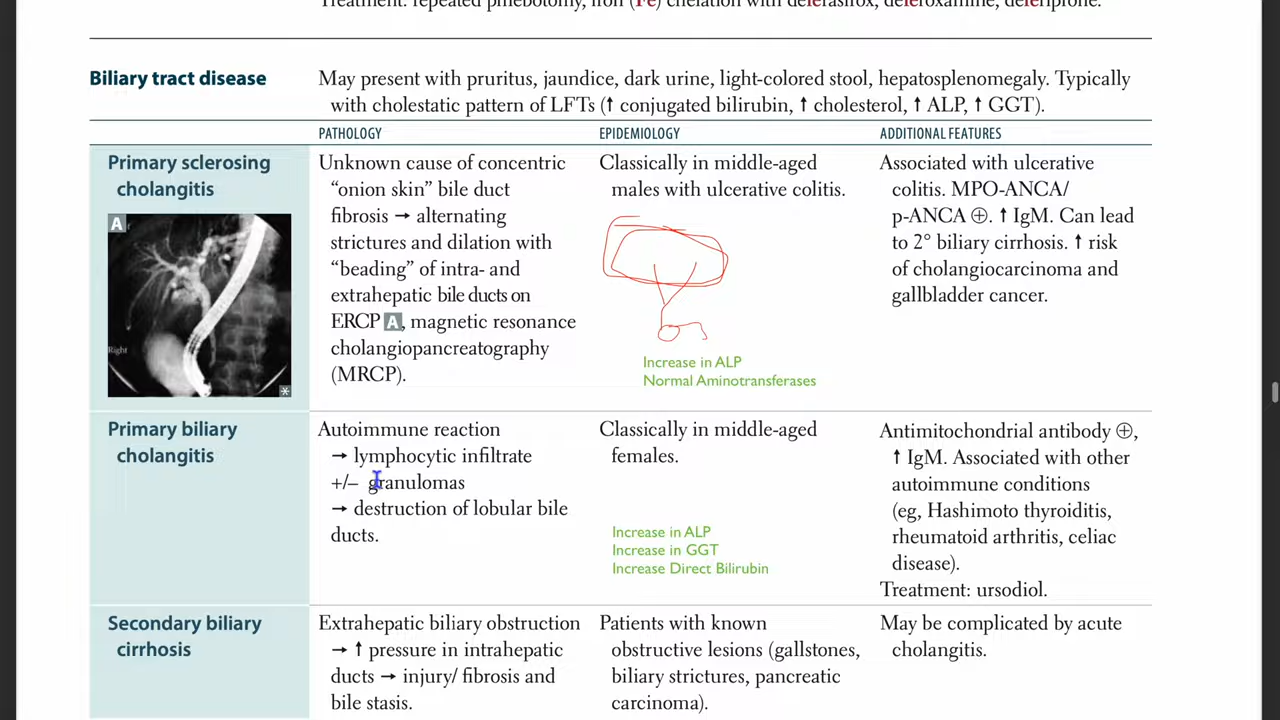 Treatment: repeated phlebotomy, iron (Fe) chelation with deferasirox, deferoxamine, deferiprone.
Biliary tract disease
May present with pruritus, jaundice, dark urine, light-colored stool, hepatosplenomegaly. Typically
with cholestatic pattern of LFTs (↑ conjugated bilirubin, ↑ cholesterol, ↑ ALP, ↑ GGT).
PATHOLOGY
EPIDEMIOLOGY
ADDITIONAL FEATURES
Primary sclerosing
cholangitis
A
Right
*
Unknown cause of concentric
“onion skin” bile duct
fibrosis → alternating
strictures and dilation with
“beading” of intra- and
extrahepatic bile ducts on
ERCP A, magnetic resonance
cholangiopancreatography
(MRCP).
Classically in middle-aged
males with ulcerative colitis.
Increase in ALP
Normal Aminotransferases
Associated with ulcerative
colitis. MPO-ANCA/
p-ANCA ⊕. ↑ IgM. Can lead
to 2° biliary cirrhosis. ↑ risk
of cholangiocarcinoma and
gallbladder cancer.
Primary biliary
cholangitis
Autoimmune reaction
→ lymphocytic infiltrate
+/– granulomas
→ destruction of lobular bile
ducts.
Classically in middle-aged
females.
Increase in ALP
Increase in GGT
Increase Direct Bilirubin
Antimitochondrial antibody ⊕,
↑ IgM. Associated with other
autoimmune conditions
(eg, Hashimoto thyroiditis,
rheumatoid arthritis, celiac
disease).
Treatment: ursodiol.
Secondary biliary
cirrhosis
Extrahepatic biliary obstruction
→ ↑ pressure in intrahepatic
ducts → injury/ fibrosis and
bile stasis.
Patients with known
obstructive lesions (gallstones,
biliary strictures, pancreatic
carcinoma).
May be complicated by acute
cholangitis.